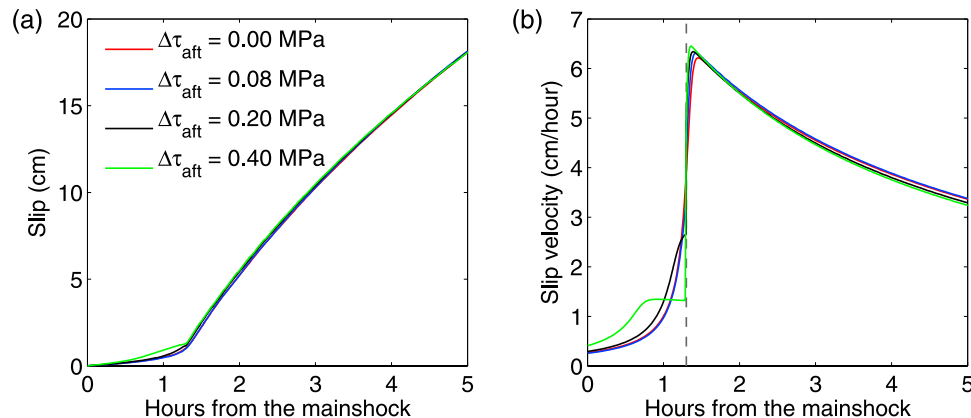 (a)
20
15
10
5
0
Slip (cm)
Δτaft = 0.00 MPa
Δτaft = 0.08 MPa
Δτaft = 0.20 MPa
Δτaft = 0.40 MPa
0 1 2 3 4 5
Hours from the mainshock
(b)
7
6
5
4
3
2
1
0
Slip velocity (cm/hour)
0 1 2 3 4 5
Hours from the mainshock